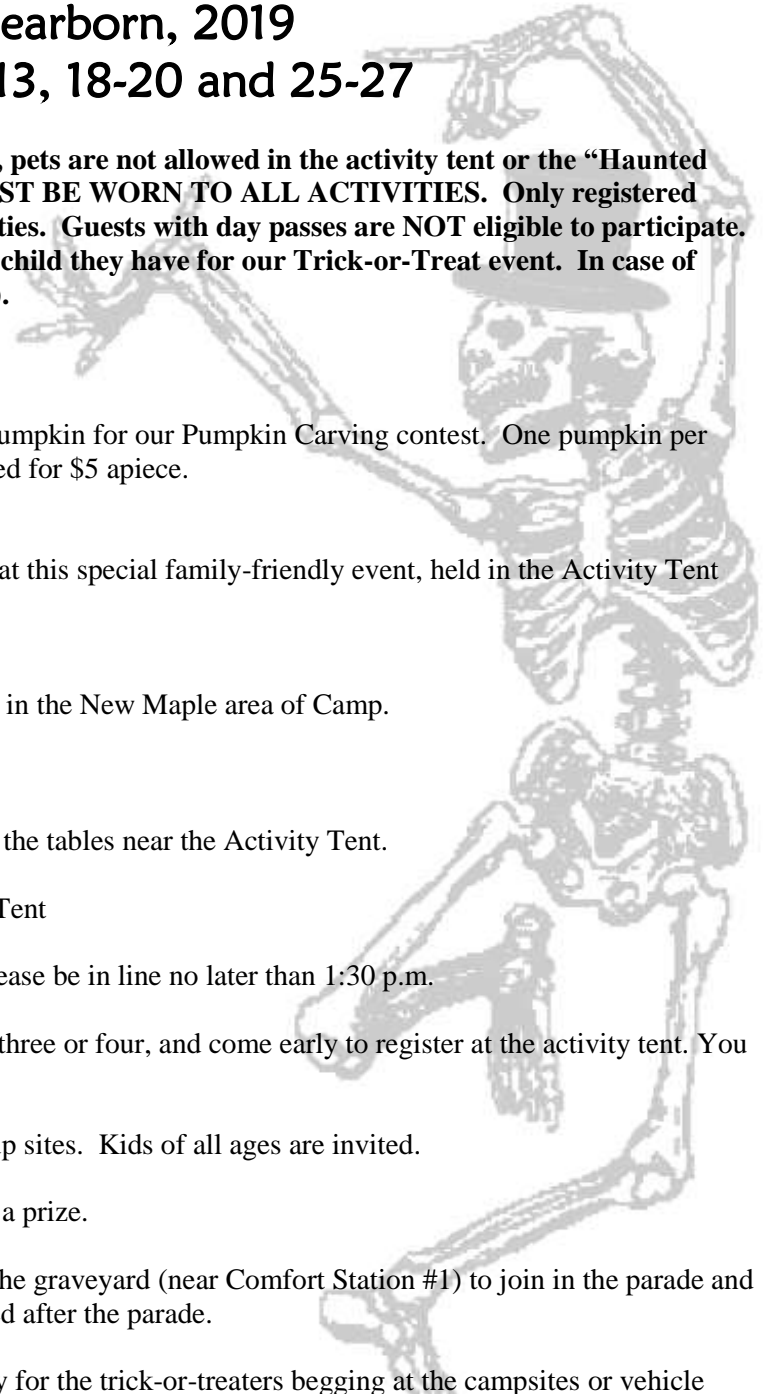 earborn, 2019
13, 18-20 and 25-27
, pets are not allowed in the activity tent or the “Haunted
ST BE WORN TO ALL ACTIVITIES. Only registered
ties. Guests with day passes are NOT eligible to participate.
child they have for our Trick-or-Treat event. In case of
umpkin for our Pumpkin Carving contest. One pumpkin per
ed for $5 apiece.
at this special family-friendly event, held in the Activity Tent
in the New Maple area of Camp.
the tables near the Activity Tent.
Tent
ease be in line no later than 1:30 p.m.
three or four, and come early to register at the activity tent. You
p sites. Kids of all ages are invited.
a prize.
he graveyard (near Comfort Station #1) to join in the parade and
d after the parade.
y for the trick-or-treaters begging at the campsites or vehicle